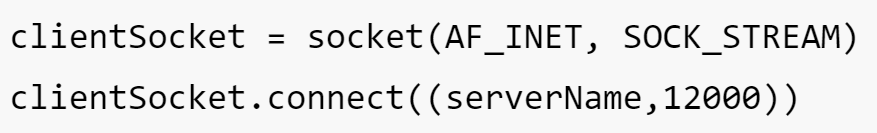 clientSocket = socket(AF_INET, SOCK_STREAM)
clientSocket.connect((serverName,12000))